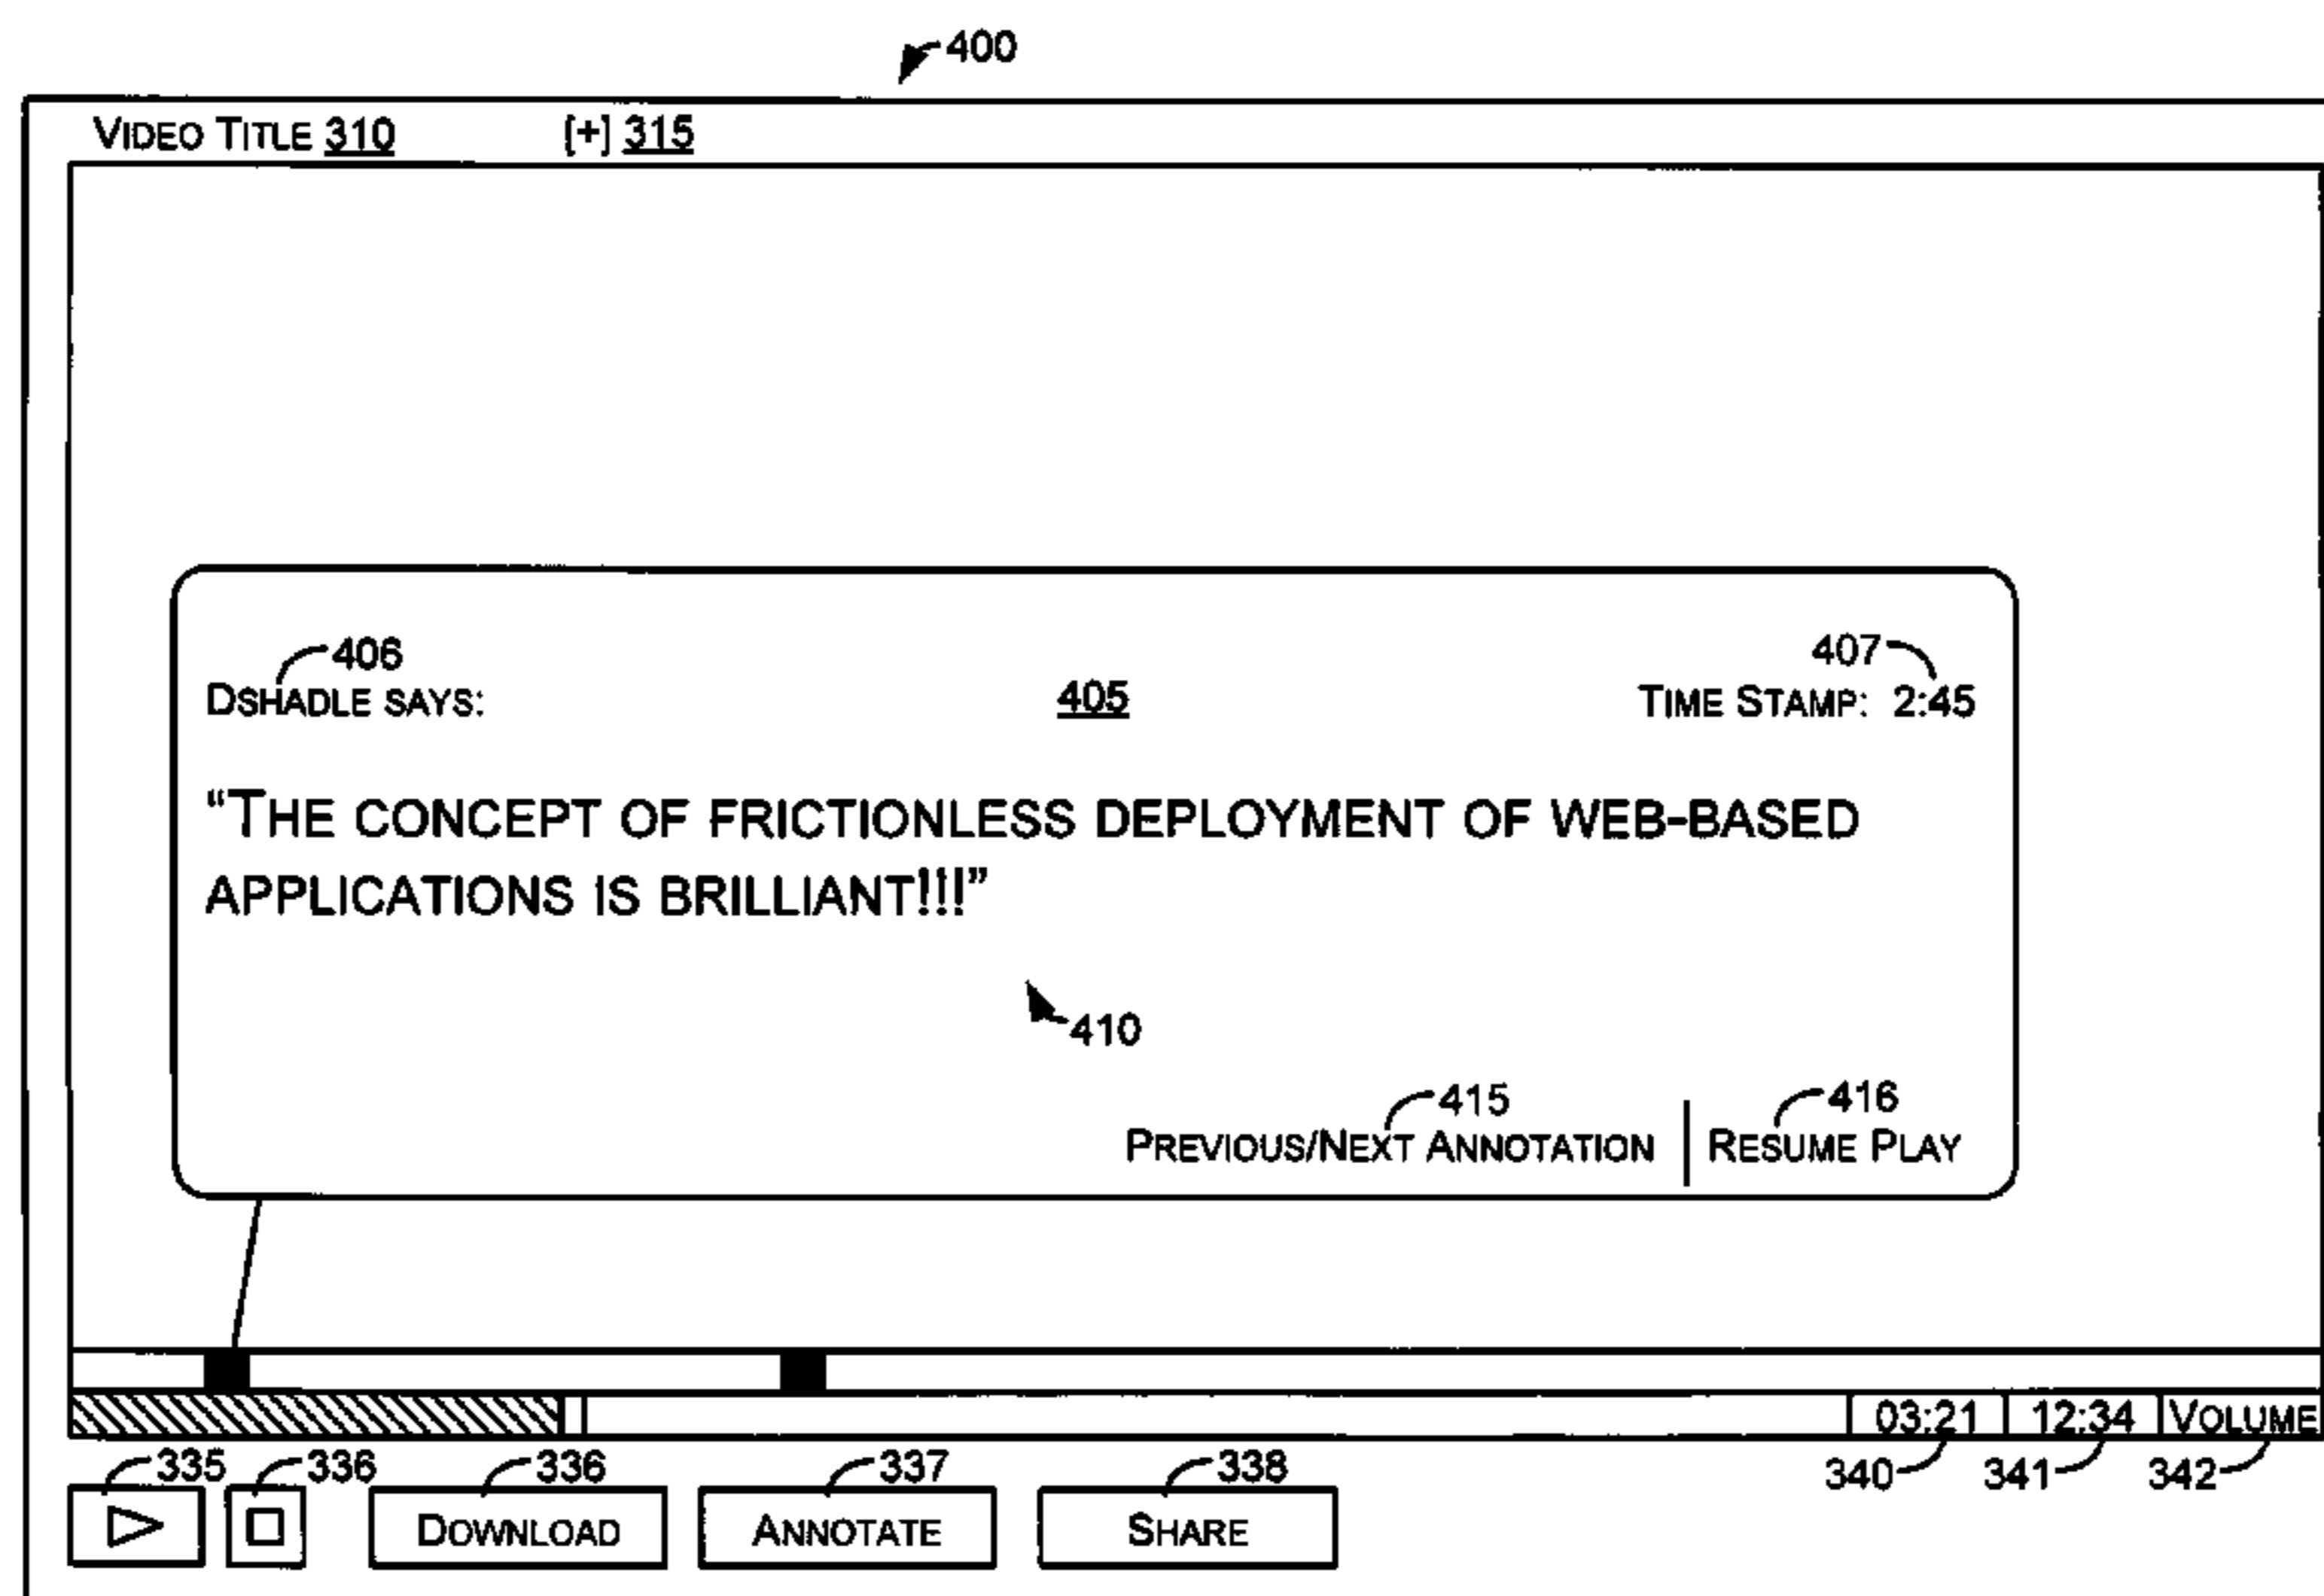 400
VIDEO TITLE 310 [+] 315
406 407
DSHADLE SAYS: 405 TIME STAMP: 2:45
“THE CONCEPT OF FRICTIONLESS DEPLOYMENT OF WEB-BASED
APPLICATIONS IS BRILLIANT!!!”
410
415 416
PREVIOUS/NEXT ANNOTATION RESUME PLAY
03:21 12:34 VOLUME
335 336 336 337 338 340 341 342
DOWNLOAD ANNOTATE SHARE